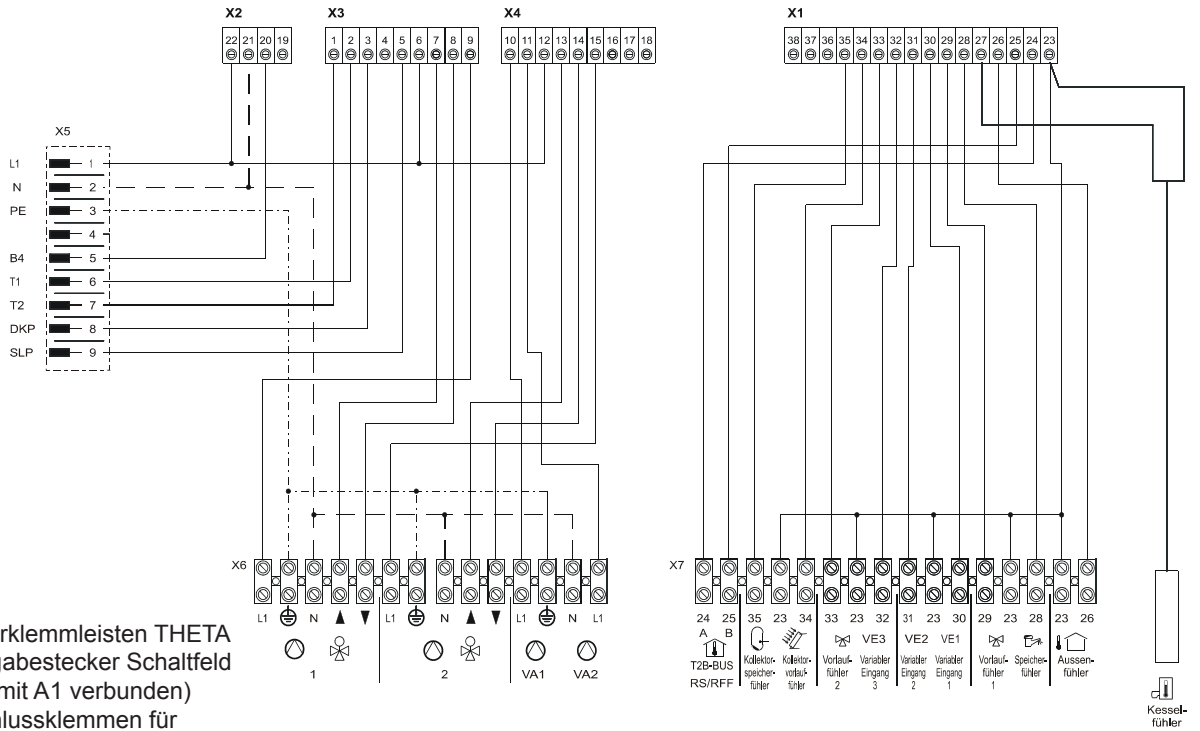 X2 X3 X4 X1
22 21 20 19 1 2 3 4 5 6 7 8 9 10 11 12 13 14 15 16 17 18 38 37 36 35 34 33 32 31 30 29 28 27 26 25 24 23
X5
L1 1
N 2
PE 3
4
B4 5
T1 6
T2 7
DKP 8
SLP 9
X6 X7
L1 N ▲ ▼ L1 N ▲ ▼ L1 N L1
24 25 35 23 34 33 23 32 31 23 30 29 23 28 23 26
A B VE3 VE2 VE1
1 2 VA1 VA2
T2B-BUS
RS/RFF
Kollektor-
speicher-
fühler
Kollektor-
vorlauf-
fühler
Vorlauf-
fühler
2
Variabler
Eingang
3
Variabler
Eingang
2
Variabler
Eingang
1
Vorlauf-
fühler
1
Speicher-
fühler
Aussen-
fühler
Kessel-
fühler
rklemmleisten THETA
gabestecker Schaltfeld
mit A1 verbunden)
lussklemmen für